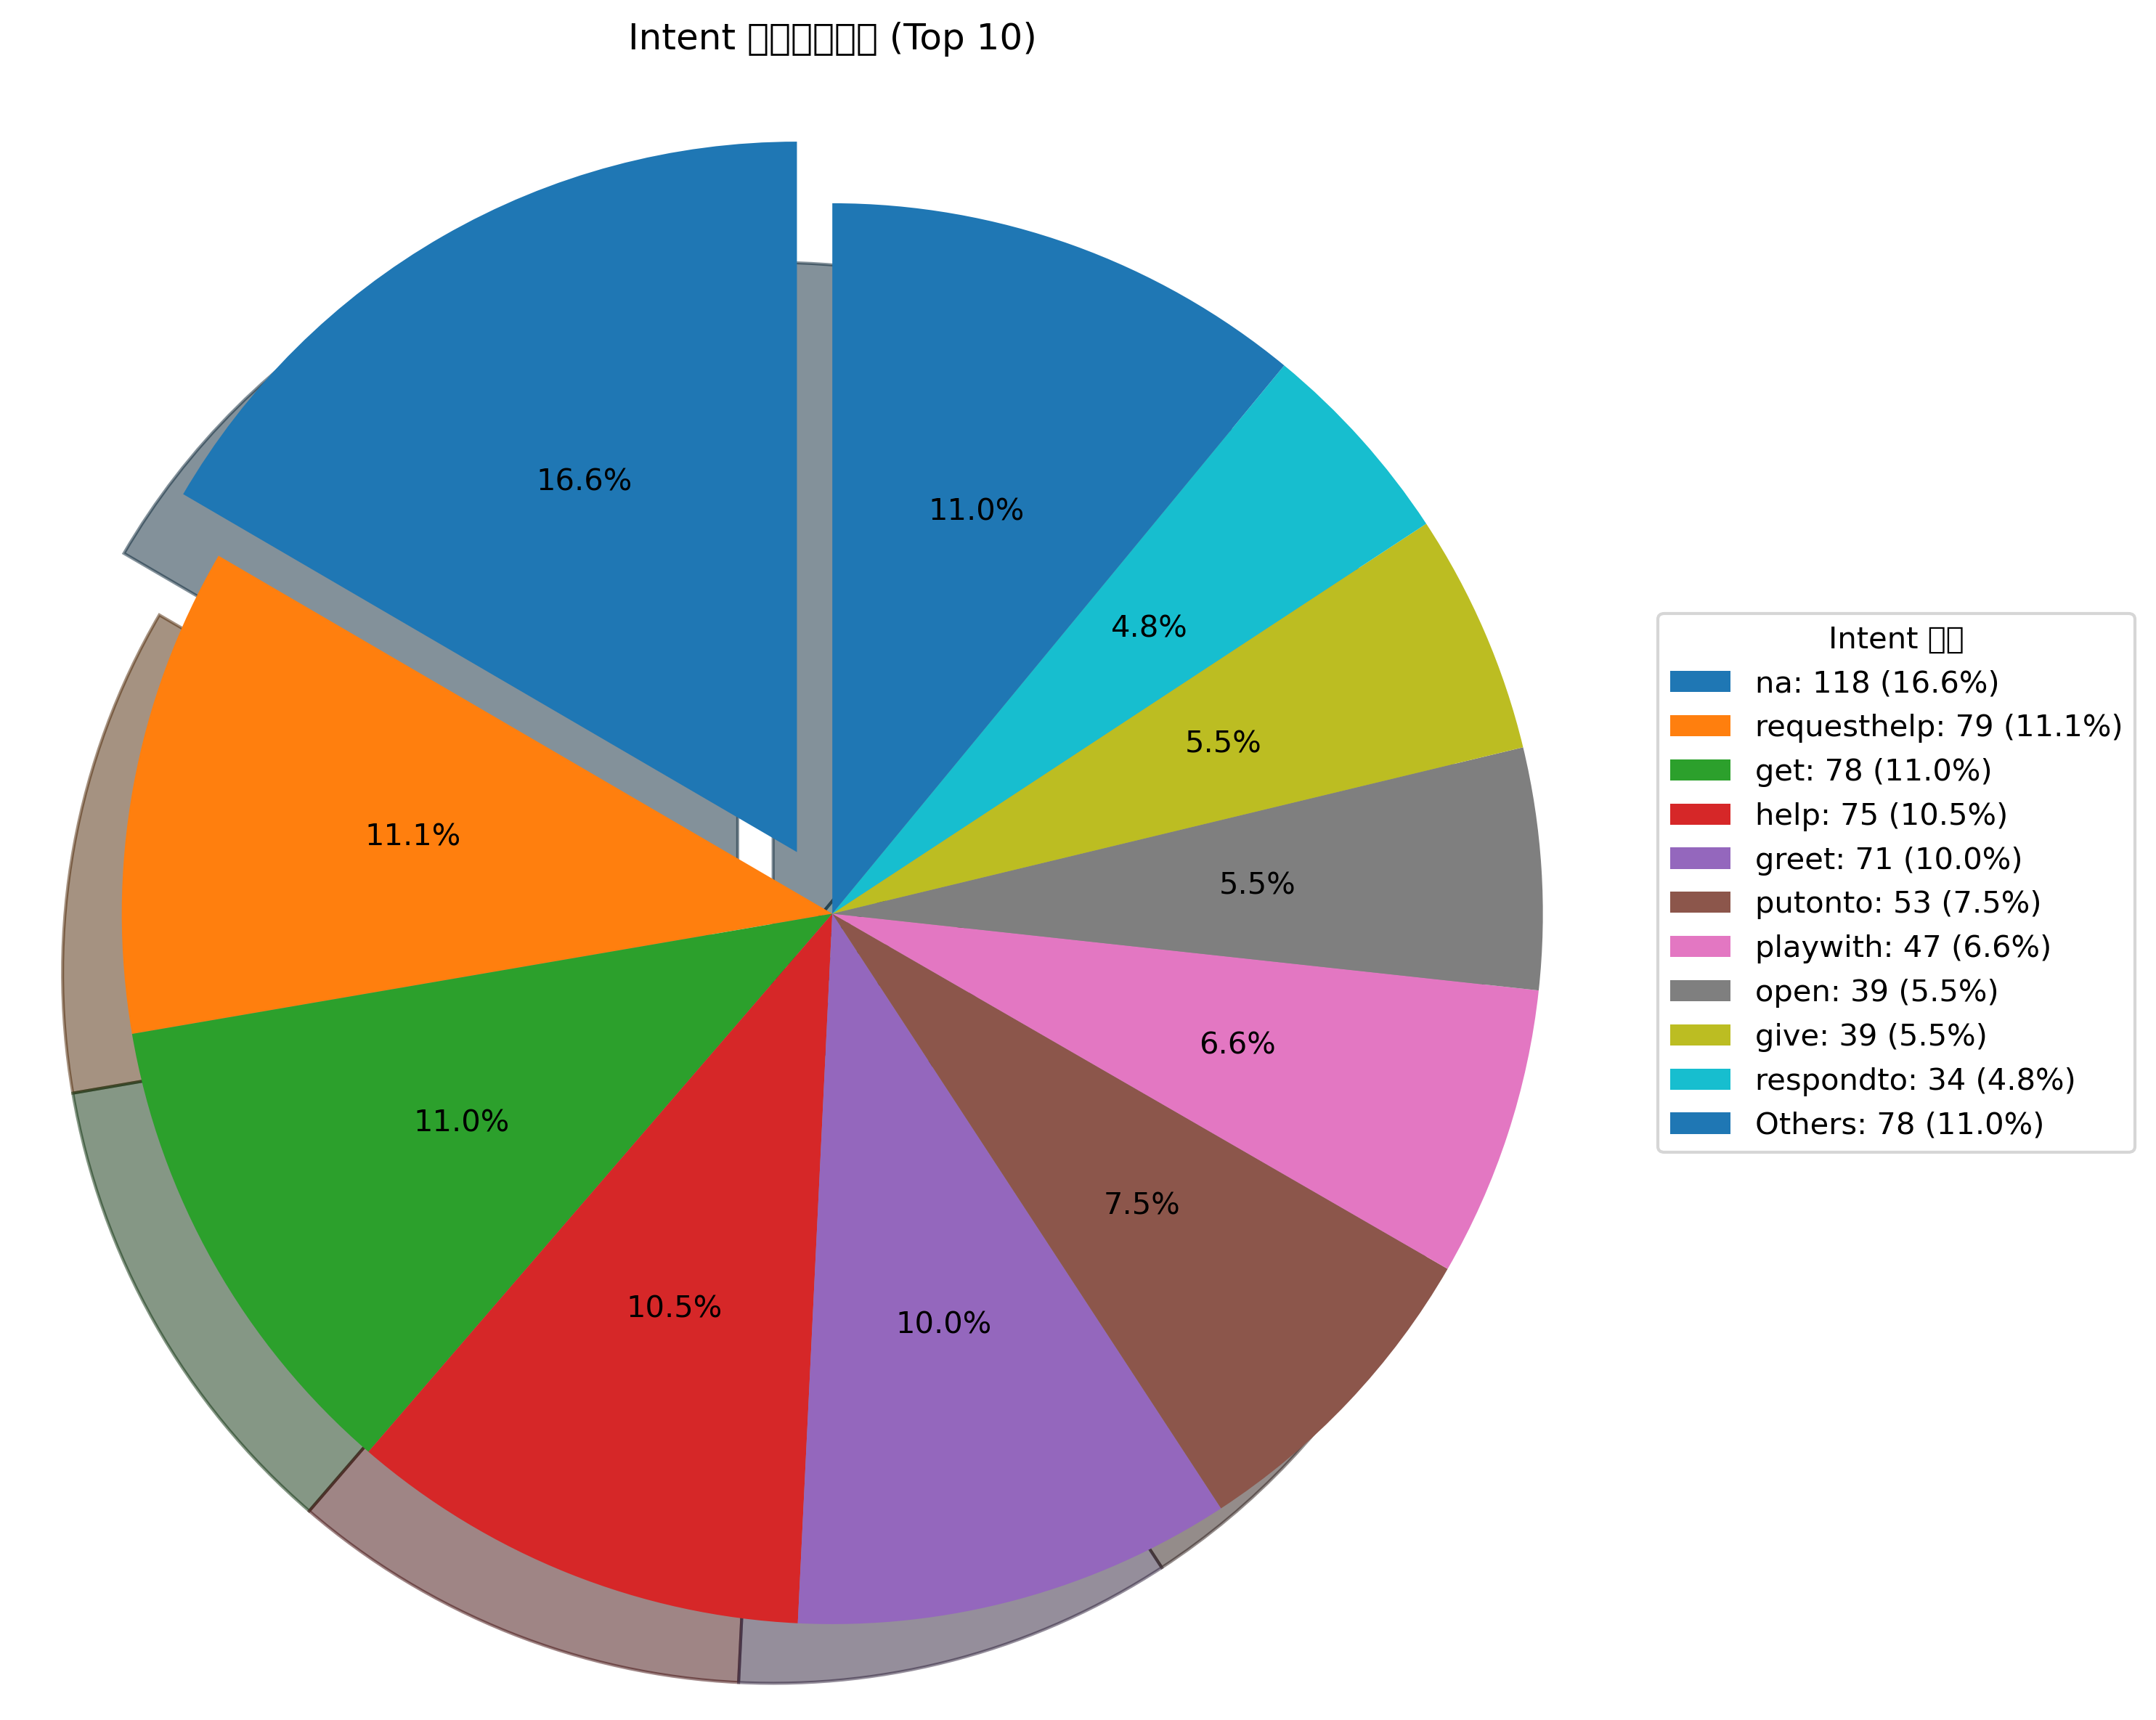 Intent (Top 10)
16.6%
11.0%
4.8%
5.5%
11.1%
5.5%
6.6%
11.0%
7.5%
10.5%
10.0%
Intent
na: 118 (16.6%)
requesthelp: 79 (11.1%)
get: 78 (11.0%)
help: 75 (10.5%)
greet: 71 (10.0%)
putonto: 53 (7.5%)
playwith: 47 (6.6%)
open: 39 (5.5%)
give: 39 (5.5%)
respondto: 34 (4.8%)
Others: 78 (11.0%)